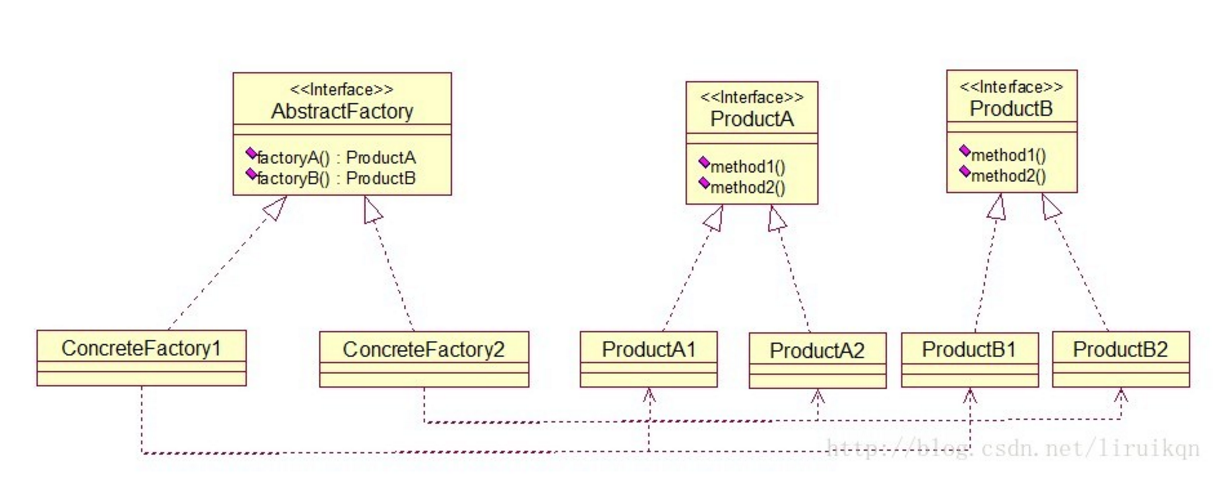 <<Interface>>
AbstractFactory
factoryA() : ProductA
factoryB() : ProductB
<<Interface>>
ProductA
method1()
method2()
<<Interface>>
ProductB
method1()
method2()
ConcreteFactory1
ConcreteFactory2
ProductA1
ProductA2
ProductB1
ProductB2
http://blog.csdn.net/liruikqn